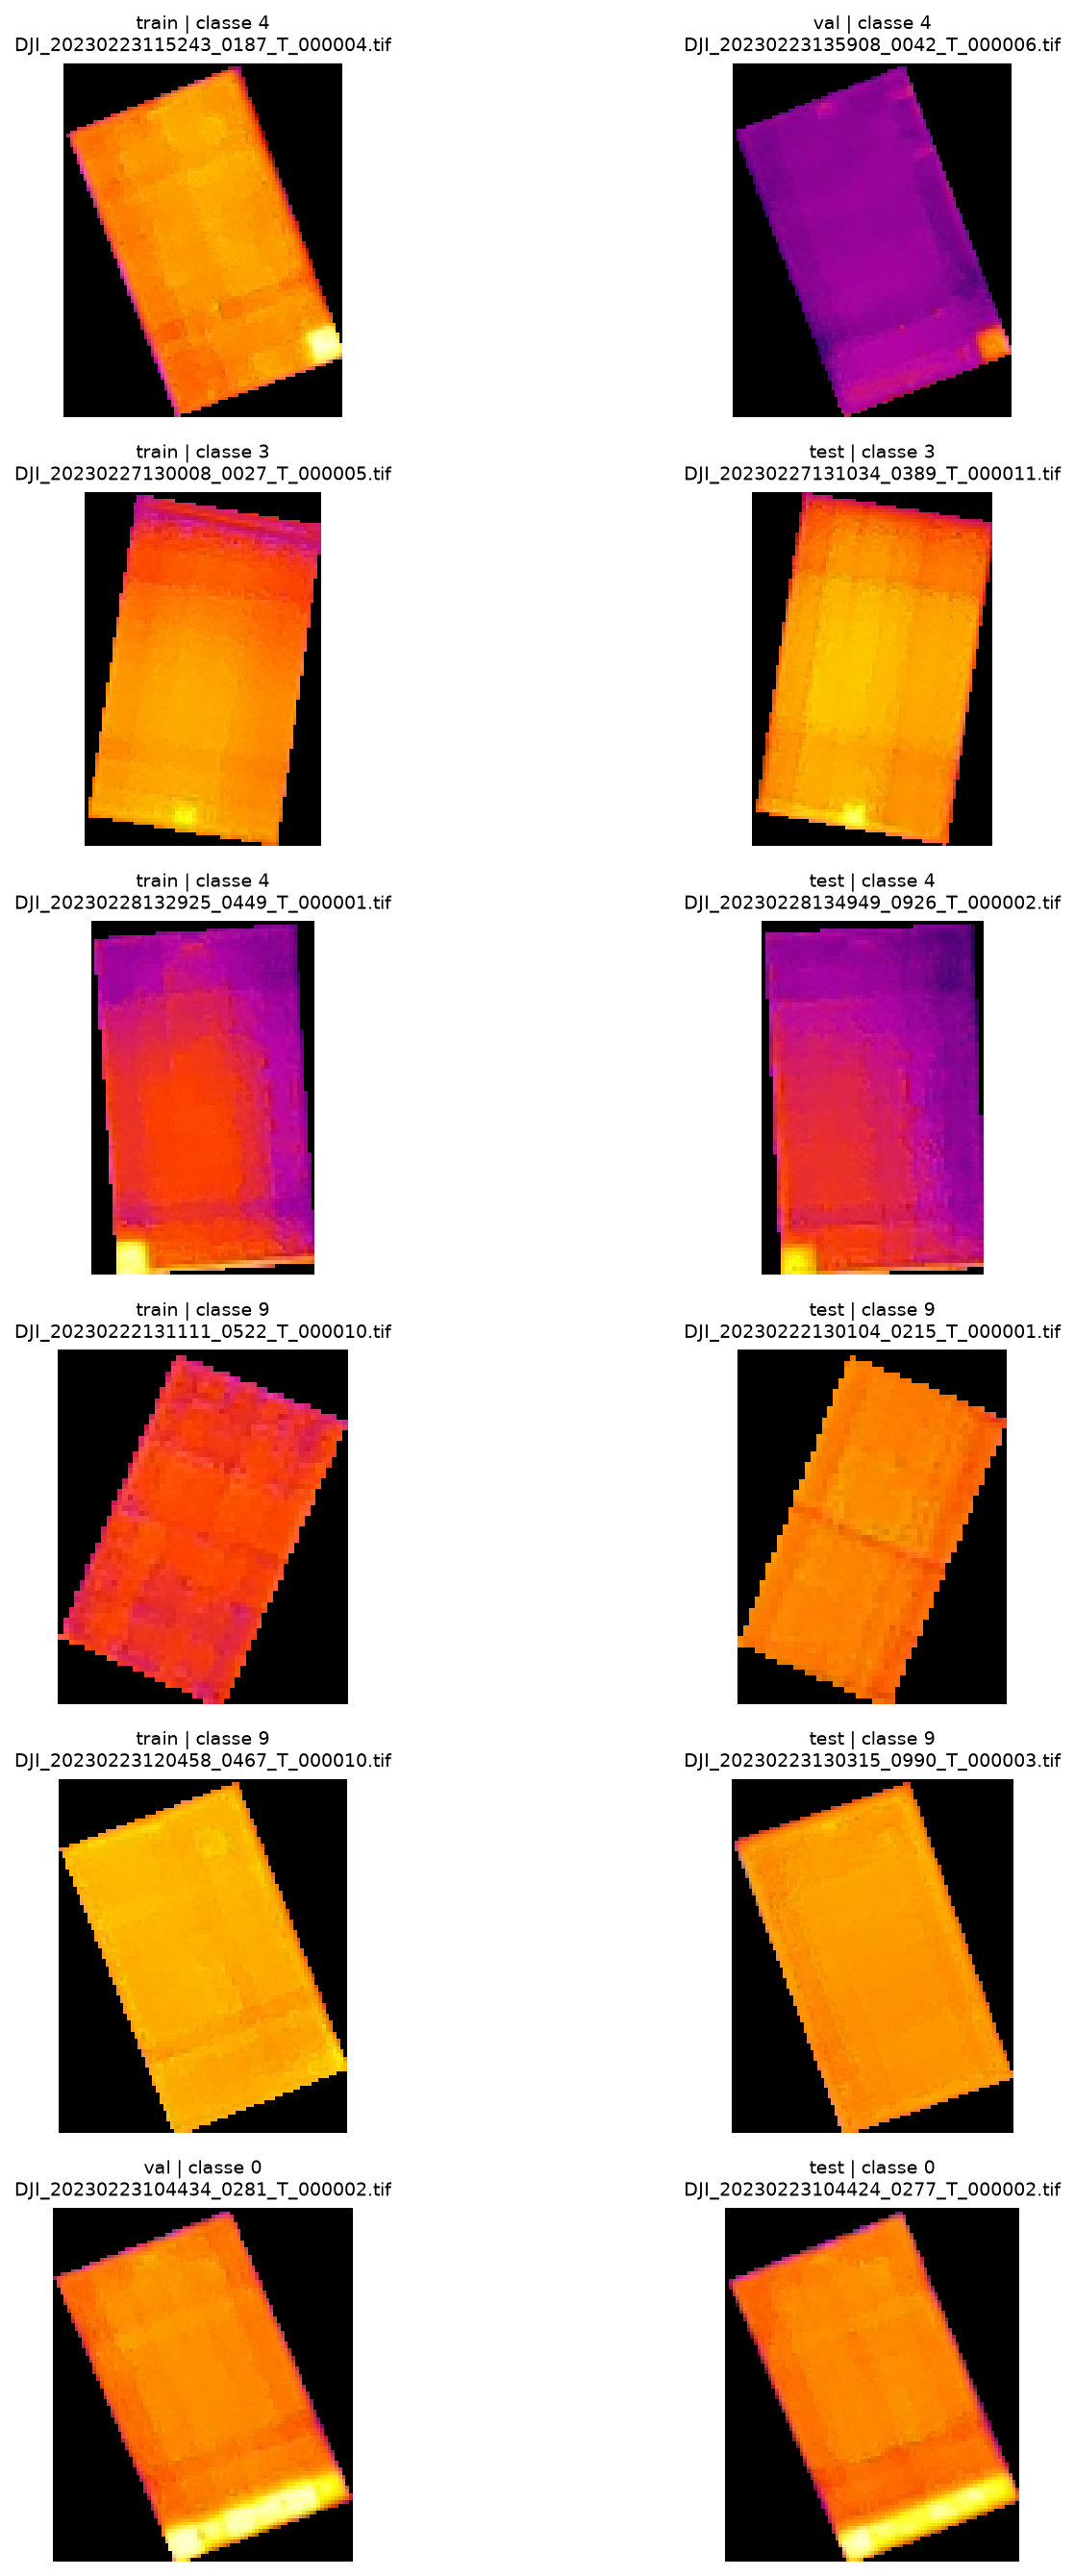 train | classe 4
DJI_20230223115243_0187_T_000004.tif
val | classe 4
DJI_20230223135908_0042_T_000006.tif
train | classe 3
DJI_20230227130008_0027_T_000005.tif
test | classe 3
DJI_20230227131034_0389_T_000011.tif
train | classe 4
DJI_20230228132925_0449_T_000001.tif
test | classe 4
DJI_20230228134949_0926_T_000002.tif
train | classe 9
DJI_20230222131111_0522_T_000010.tif
test | classe 9
DJI_20230222130104_0215_T_000001.tif
train | classe 9
DJI_20230223120458_0467_T_000010.tif
test | classe 9
DJI_20230223130315_0990_T_000003.tif
val | classe 0
DJI_20230223104434_0281_T_000002.tif
test | classe 0
DJI_20230223104424_0277_T_000002.tif